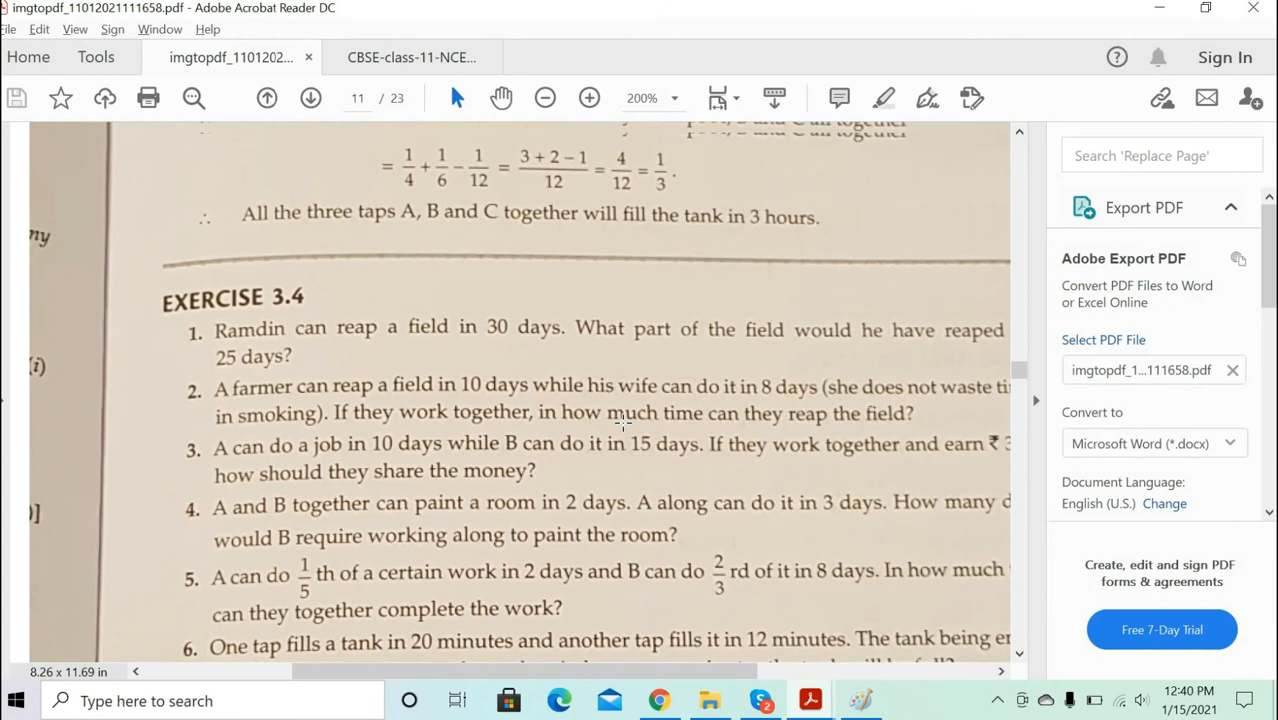 imgtopdf_11012021111658.pdf - Adobe Acrobat Reader DC
File Edit View Sign Window Help
Home Tools imgtopdf_1101202... × CBSE-class-11-NCE... Sign In
11 / 23 200%
= 1/4 + 1/6 − 1/12 = (3 + 2 − 1)/12 = 4/12 = 1/3 .
∴ All the three taps A, B and C together will fill the tank in 3 hours.
ny
EXERCISE 3.4
1. Ramdin can reap a field in 30 days. What part of the field would he have reaped
(i)
25 days?
2. A farmer can reap a field in 10 days while his wife can do it in 8 days (she does not waste ti
in smoking). If they work together, in how much time can they reap the field?
3. A can do a job in 10 days while B can do it in 15 days. If they work together and earn ₹ 3
how should they share the money?
)]
4. A and B together can paint a room in 2 days. A along can do it in 3 days. How many d
would B require working along to paint the room?
5. A can do 1/5 th of a certain work in 2 days and B can do 2/3 rd of it in 8 days. In how much
can they together complete the work?
6. One tap fills a tank in 20 minutes and another tap fills it in 12 minutes. The tank being en
8.26 x 11.69 in
Search 'Replace Page'
Export PDF
Adobe Export PDF
Convert PDF Files to Word
or Excel Online
Select PDF File
imgtopdf_1...111658.pdf ×
Convert to
Microsoft Word (*.docx)
Document Language:
English (U.S.) Change
Create, edit and sign PDF
forms & agreements
Free 7-Day Trial
Type here to search
2
12:40 PM
1/15/2021